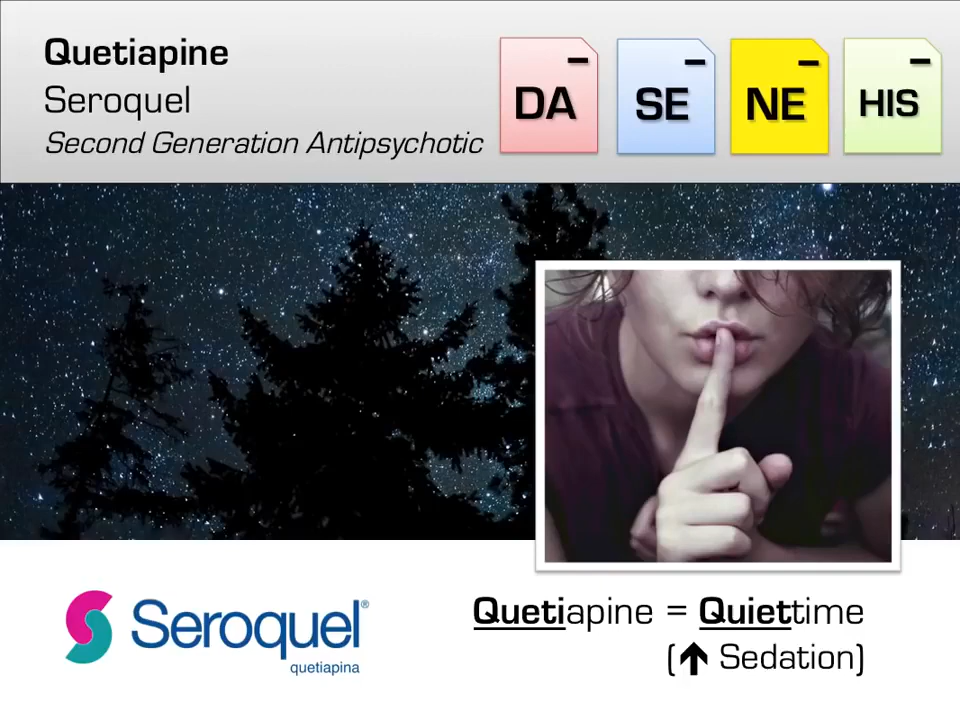 Quetiapine
Seroquel
Second Generation Antipsychotic
– DA
– SE
– NE
– HIS
Seroquel®
quetiapina
Quetiapine = Quiettime
(↑ Sedation)